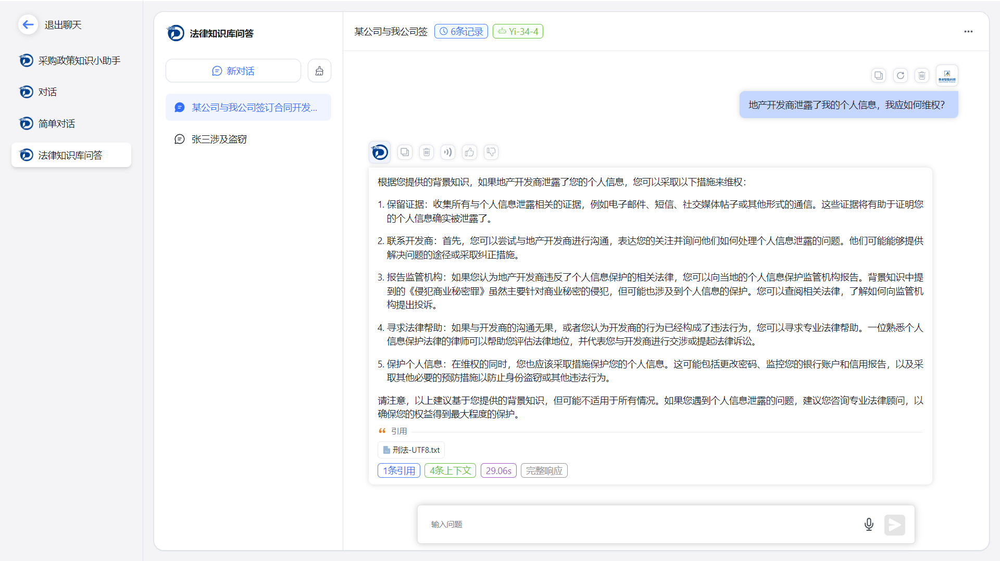 退出聊天
采购政策知识小助手
对话
简单对话
法律知识库问答
法律知识库问答
新对话
某公司与我公司签订合同开发...
张三涉及盗窃
某公司与我公司签
6条记录
Yi-34-4
地产开发商泄露了我的个人信息，我应如何维权？
根据您提供的背景知识，如果地产开发商泄露了您的个人信息，您可以采取以下措施来维权：
1. 保留证据：收集所有与个人信息泄露相关的证据，例如电子邮件、短信、社交媒体帖子或其他形式的通信。这些证据将有助于证明您
的个人信息确实被泄露了。
2. 联系开发商：首先，您可以尝试与地产开发商进行沟通，表达您的关注并询问他们如何处理个人信息泄露的问题。他们可能能够提供
解决问题的途径或采取纠正措施。
3. 报告监管机构：如果您认为地产开发商违反了个人信息保护的相关法律，您可以向当地的个人信息保护监管机构报告。背景知识中提
到的《侵犯商业秘密罪》虽然主要针对商业秘密的侵犯，但可能也涉及到个人信息的保护。您可以查阅相关法律，了解如何向监管机
构提出投诉。
4. 寻求法律帮助：如果与开发商的沟通无果，或者您认为开发商的行为已经构成了违法行为，您可以寻求专业法律帮助。一位熟悉个人
信息保护法律的律师可以帮助您评估法律地位，并代表您与开发商进行交涉或提起法律诉讼。
5. 保护个人信息：在维权的同时，您也应该采取措施保护您的个人信息。这可能包括更改密码、监控您的银行账户和信用报告，以及采
取其他必要的预防措施以防止身份盗窃或其他违法行为。
请注意，以上建议基于您提供的背景知识，但可能不适用于所有情况。如果您遇到个人信息泄露的问题，建议您咨询专业法律顾问，以
确保您的权益得到最大程度的保护。
引用
刑法-UTF8.txt
1条引用
4条上下文
29.06s
完整响应
输入问题